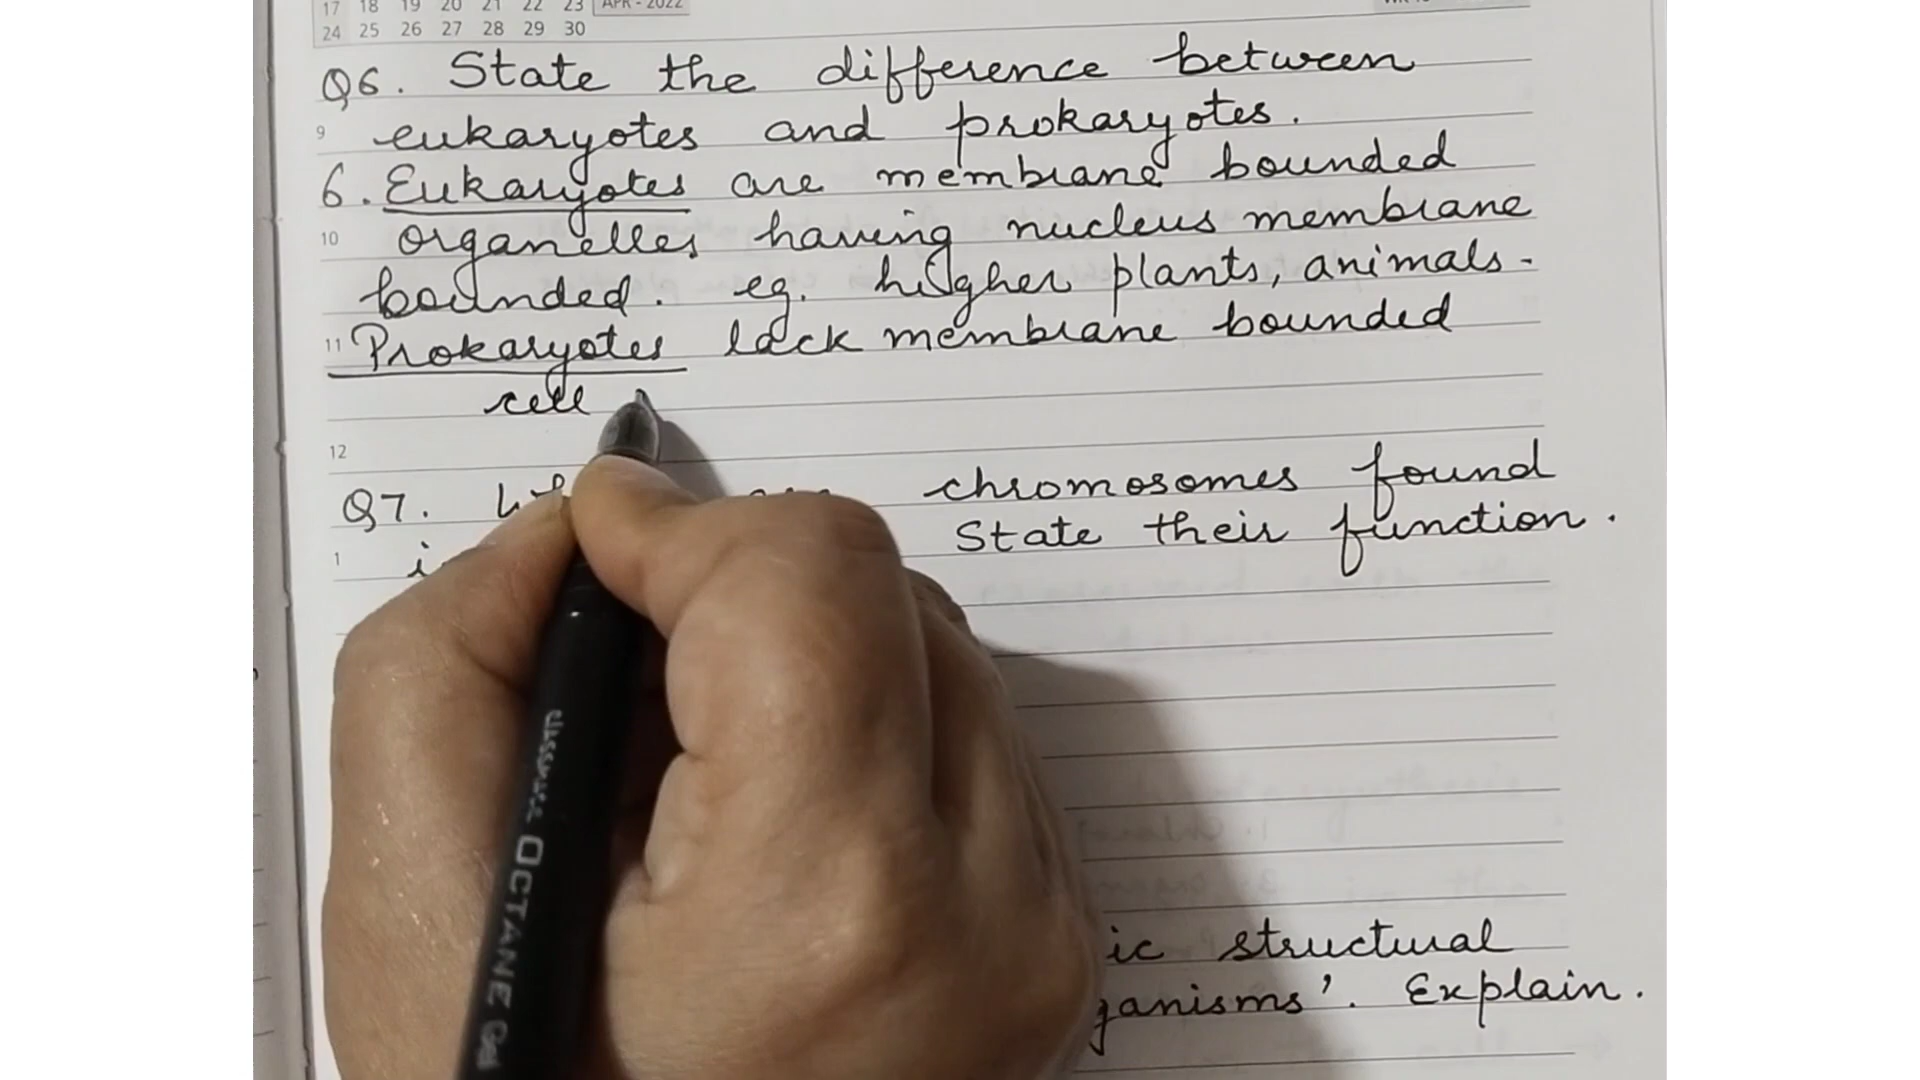 17 18 19 20 21 22 23 APR - 2022
24 25 26 27 28 29 30
Q6. State the difference between
9 eukaryotes and prokaryotes.
6. Eukaryotes are membrane bounded
10 organelles having nucleus membrane
bounded. eg. higher plants, animals.
11 Prokaryotes lack membrane bounded
cell
12
Q7. chromosomes found
1 State their function.
ic structural
ganisms'. Explain.
OCTANE Gel